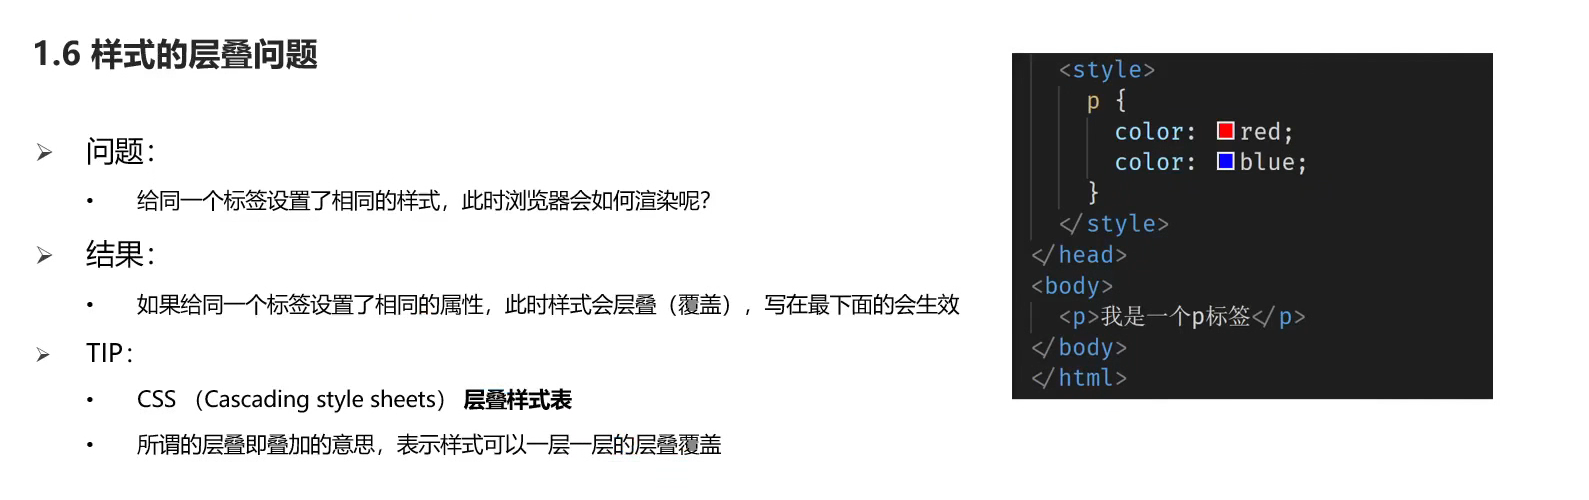 1.6 样式的层叠问题
➢ 问题：
• 给同一个标签设置了相同的样式，此时浏览器会如何渲染呢？
➢ 结果：
• 如果给同一个标签设置了相同的属性，此时样式会层叠（覆盖），写在最下面的会生效
➢ TIP：
• CSS （Cascading style sheets） 层叠样式表
• 所谓的层叠即叠加的意思，表示样式可以一层一层的层叠覆盖
<style>
p {
color: red;
color: blue;
}
</style>
</head>
<body>
<p>我是一个p标签</p>
</body>
</html>